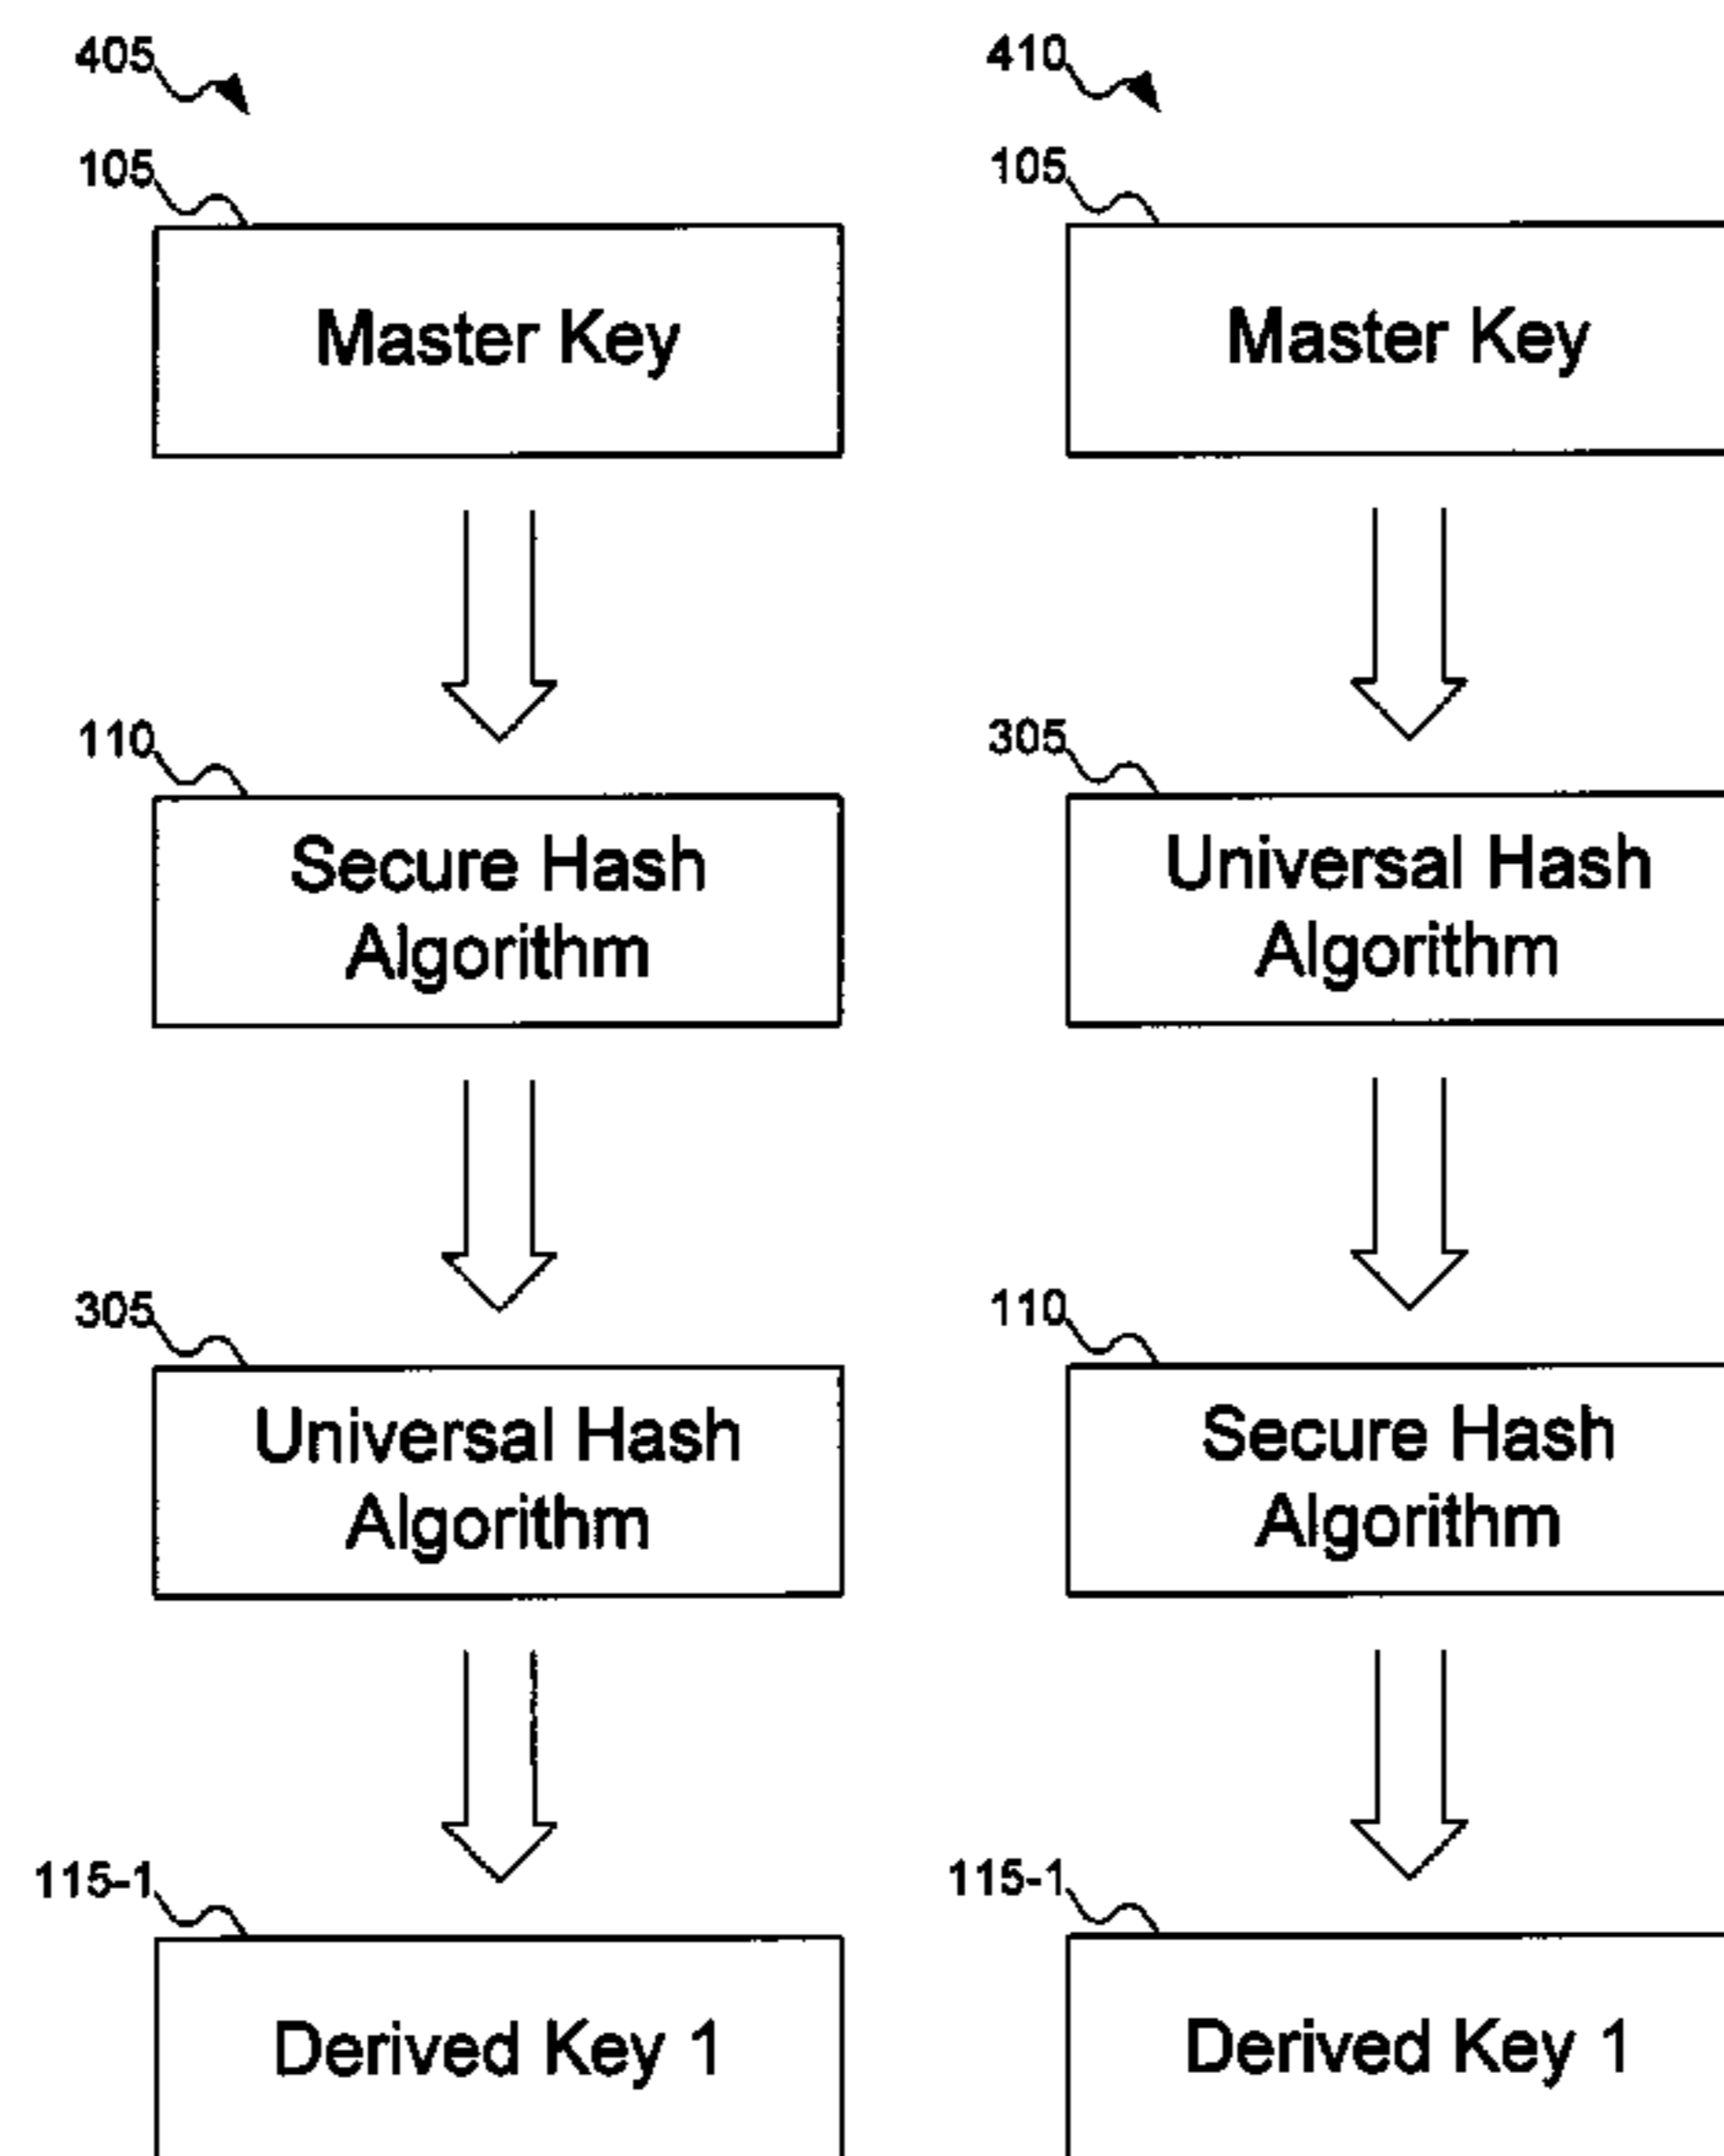 405
105
Master Key
110
Secure Hash
Algorithm
305
Universal Hash
Algorithm
115-1
Derived Key 1
410
105
Master Key
305
Universal Hash
Algorithm
110
Secure Hash
Algorithm
115-1
Derived Key 1